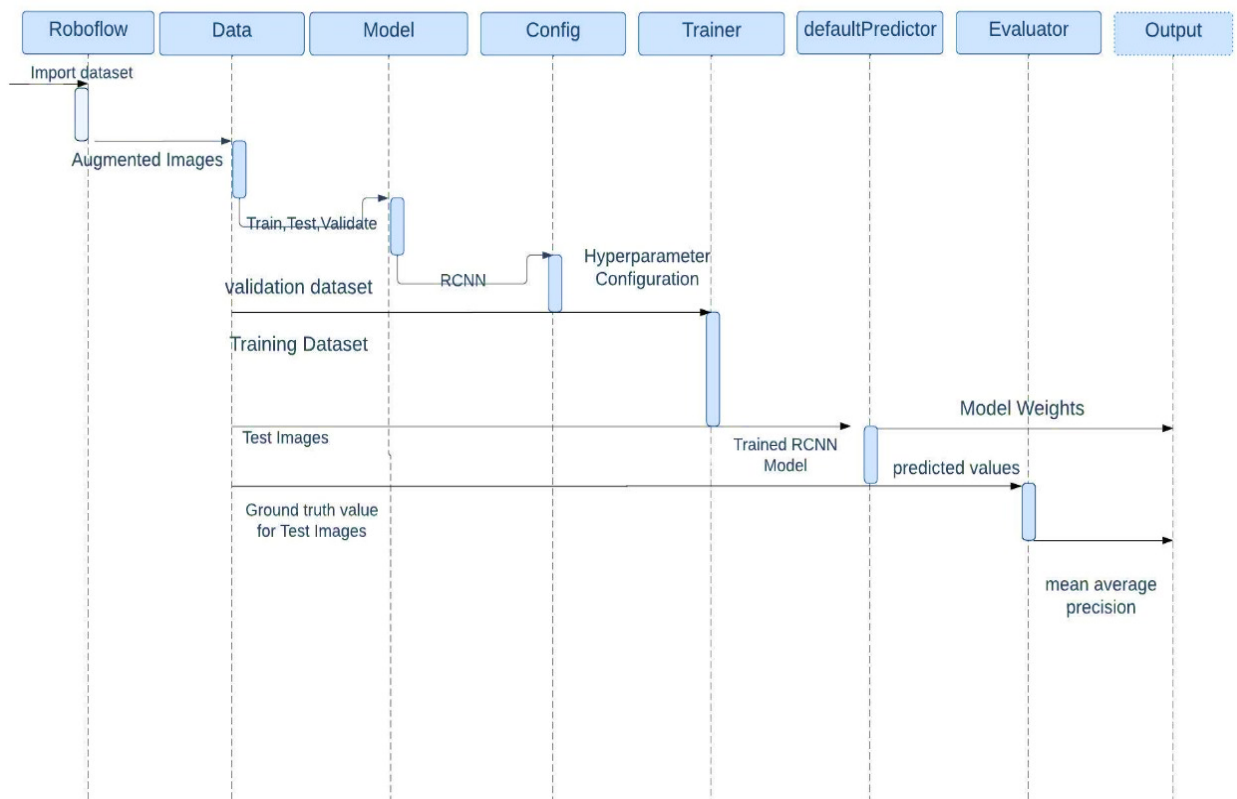 Roboflow
Data
Model
Config
Trainer
defaultPredictor
Evaluator
Output
Import dataset
Augmented Images
Train,Test,Validate
RCNN
Hyperparameter
Configuration
validation dataset
Training Dataset
Model Weights
Test Images
Trained RCNN
Model
predicted values
Ground truth value
for Test Images
mean average
precision